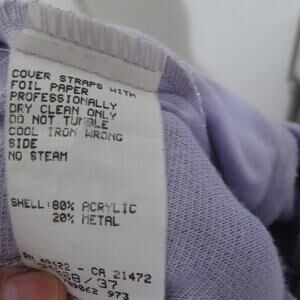 COVER STRAPS WITH
FOIL PAPER
PROFESSIONALLY
DRY CLEAN ONLY
DO NOT TUMBLE
COOL IRON WRONG
SIDE
NO STEAM
SHELL: 80% ACRYLIC
20% METAL
CA 21472
973